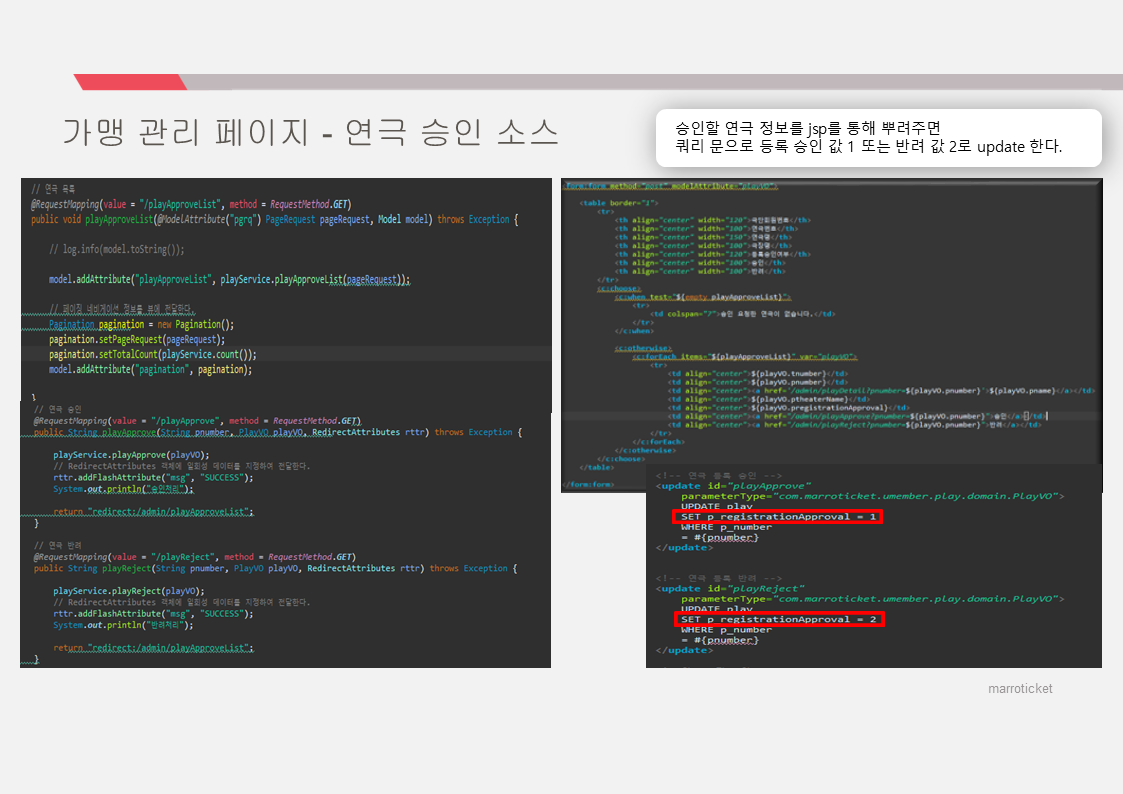 가맹 관리 페이지 - 연극 승인 소스
승인할 연극 정보를 jsp를 통해 뿌려주면
쿼리 문으로 등록 승인 값 1 또는 반려 값 2로 update 한다.
// 연극 목록
@RequestMapping(value = "/playApproveList", method = RequestMethod.GET)
public void playApproveList(@ModelAttribute("pgrq") PageRequest pageRequest, Model model) throws Exception {
// log.info(model.toString());
model.addAttribute("playApproveList", playService.playApproveList(pageRequest));
// 페이징 네비게이션 정보를 뷰에 전달한다.
Pagination pagination = new Pagination();
pagination.setPageRequest(pageRequest);
pagination.setTotalCount(playService.count());
model.addAttribute("pagination", pagination);
}
// 연극 승인
@RequestMapping(value = "/playApprove", method = RequestMethod.GET)
public String playApprove(String pnumber, PlayVO playVO, RedirectAttributes rttr) throws Exception {
playService.playApprove(playVO);
// RedirectAttributes 객체에 일회성 데이터를 지정하여 전달한다.
rttr.addFlashAttribute("msg", "SUCCESS");
System.out.println("승인처리");
return "redirect:/admin/playApproveList";
}
// 연극 반려
@RequestMapping(value = "/playReject", method = RequestMethod.GET)
public String playReject(String pnumber, PlayVO playVO, RedirectAttributes rttr) throws Exception {
playService.playReject(playVO);
// RedirectAttributes 객체에 일회성 데이터를 지정하여 전달한다.
rttr.addFlashAttribute("msg", "SUCCESS");
System.out.println("반려처리");
return "redirect:/admin/playApproveList";
}
<form:form method="post" modelAttribute="playVO">
<table border="1">
<tr>
<th align="center" width="120">극단회원번호</th>
<th align="center" width="100">연극번호</th>
<th align="center" width="150">연극명</th>
<th align="center" width="100">극장명</th>
<th align="center" width="120">등록승인여부</th>
<th align="center" width="100">승인</th>
<th align="center" width="100">반려</th>
</tr>
<c:choose>
<c:when test="${empty playApproveList}">
<tr>
<td colspan="7">승인 요청한 연극이 없습니다.</td>
</tr>
</c:when>
<c:otherwise>
<c:forEach items="${playApproveList}" var="playVO">
<tr>
<td align="center">${playVO.tnumber}</td>
<td align="center">${playVO.pnumber}</td>
<td align="center"><a href="/admin/playDetail?pnumber=${playVO.pnumber}">${playVO.pname}</a></td>
<td align="center">${playVO.ptheaterName}</td>
<td align="center">${playVO.pregistrationApproval}</td>
<td align="center"><a href="/admin/playApprove?pnumber=${playVO.pnumber}">승인</a></td>
<td align="center"><a href="/admin/playReject?pnumber=${playVO.pnumber}">반려</a></td>
</tr>
</c:forEach>
</c:otherwise>
</c:choose>
</table>
</form:form>
<!-- 연극 등록 승인 -->
<update id="playApprove"
parameterType="com.marroticket.umember.play.domain.PlayVO">
UPDATE play
SET p_registrationApproval = 1
WHERE p_number
= #{pnumber}
</update>
<!-- 연극 등록 반려 -->
<update id="playReject"
parameterType="com.marroticket.umember.play.domain.PlayVO">
UPDATE play
SET p_registrationApproval = 2
WHERE p_number
= #{pnumber}
</update>
marroticket